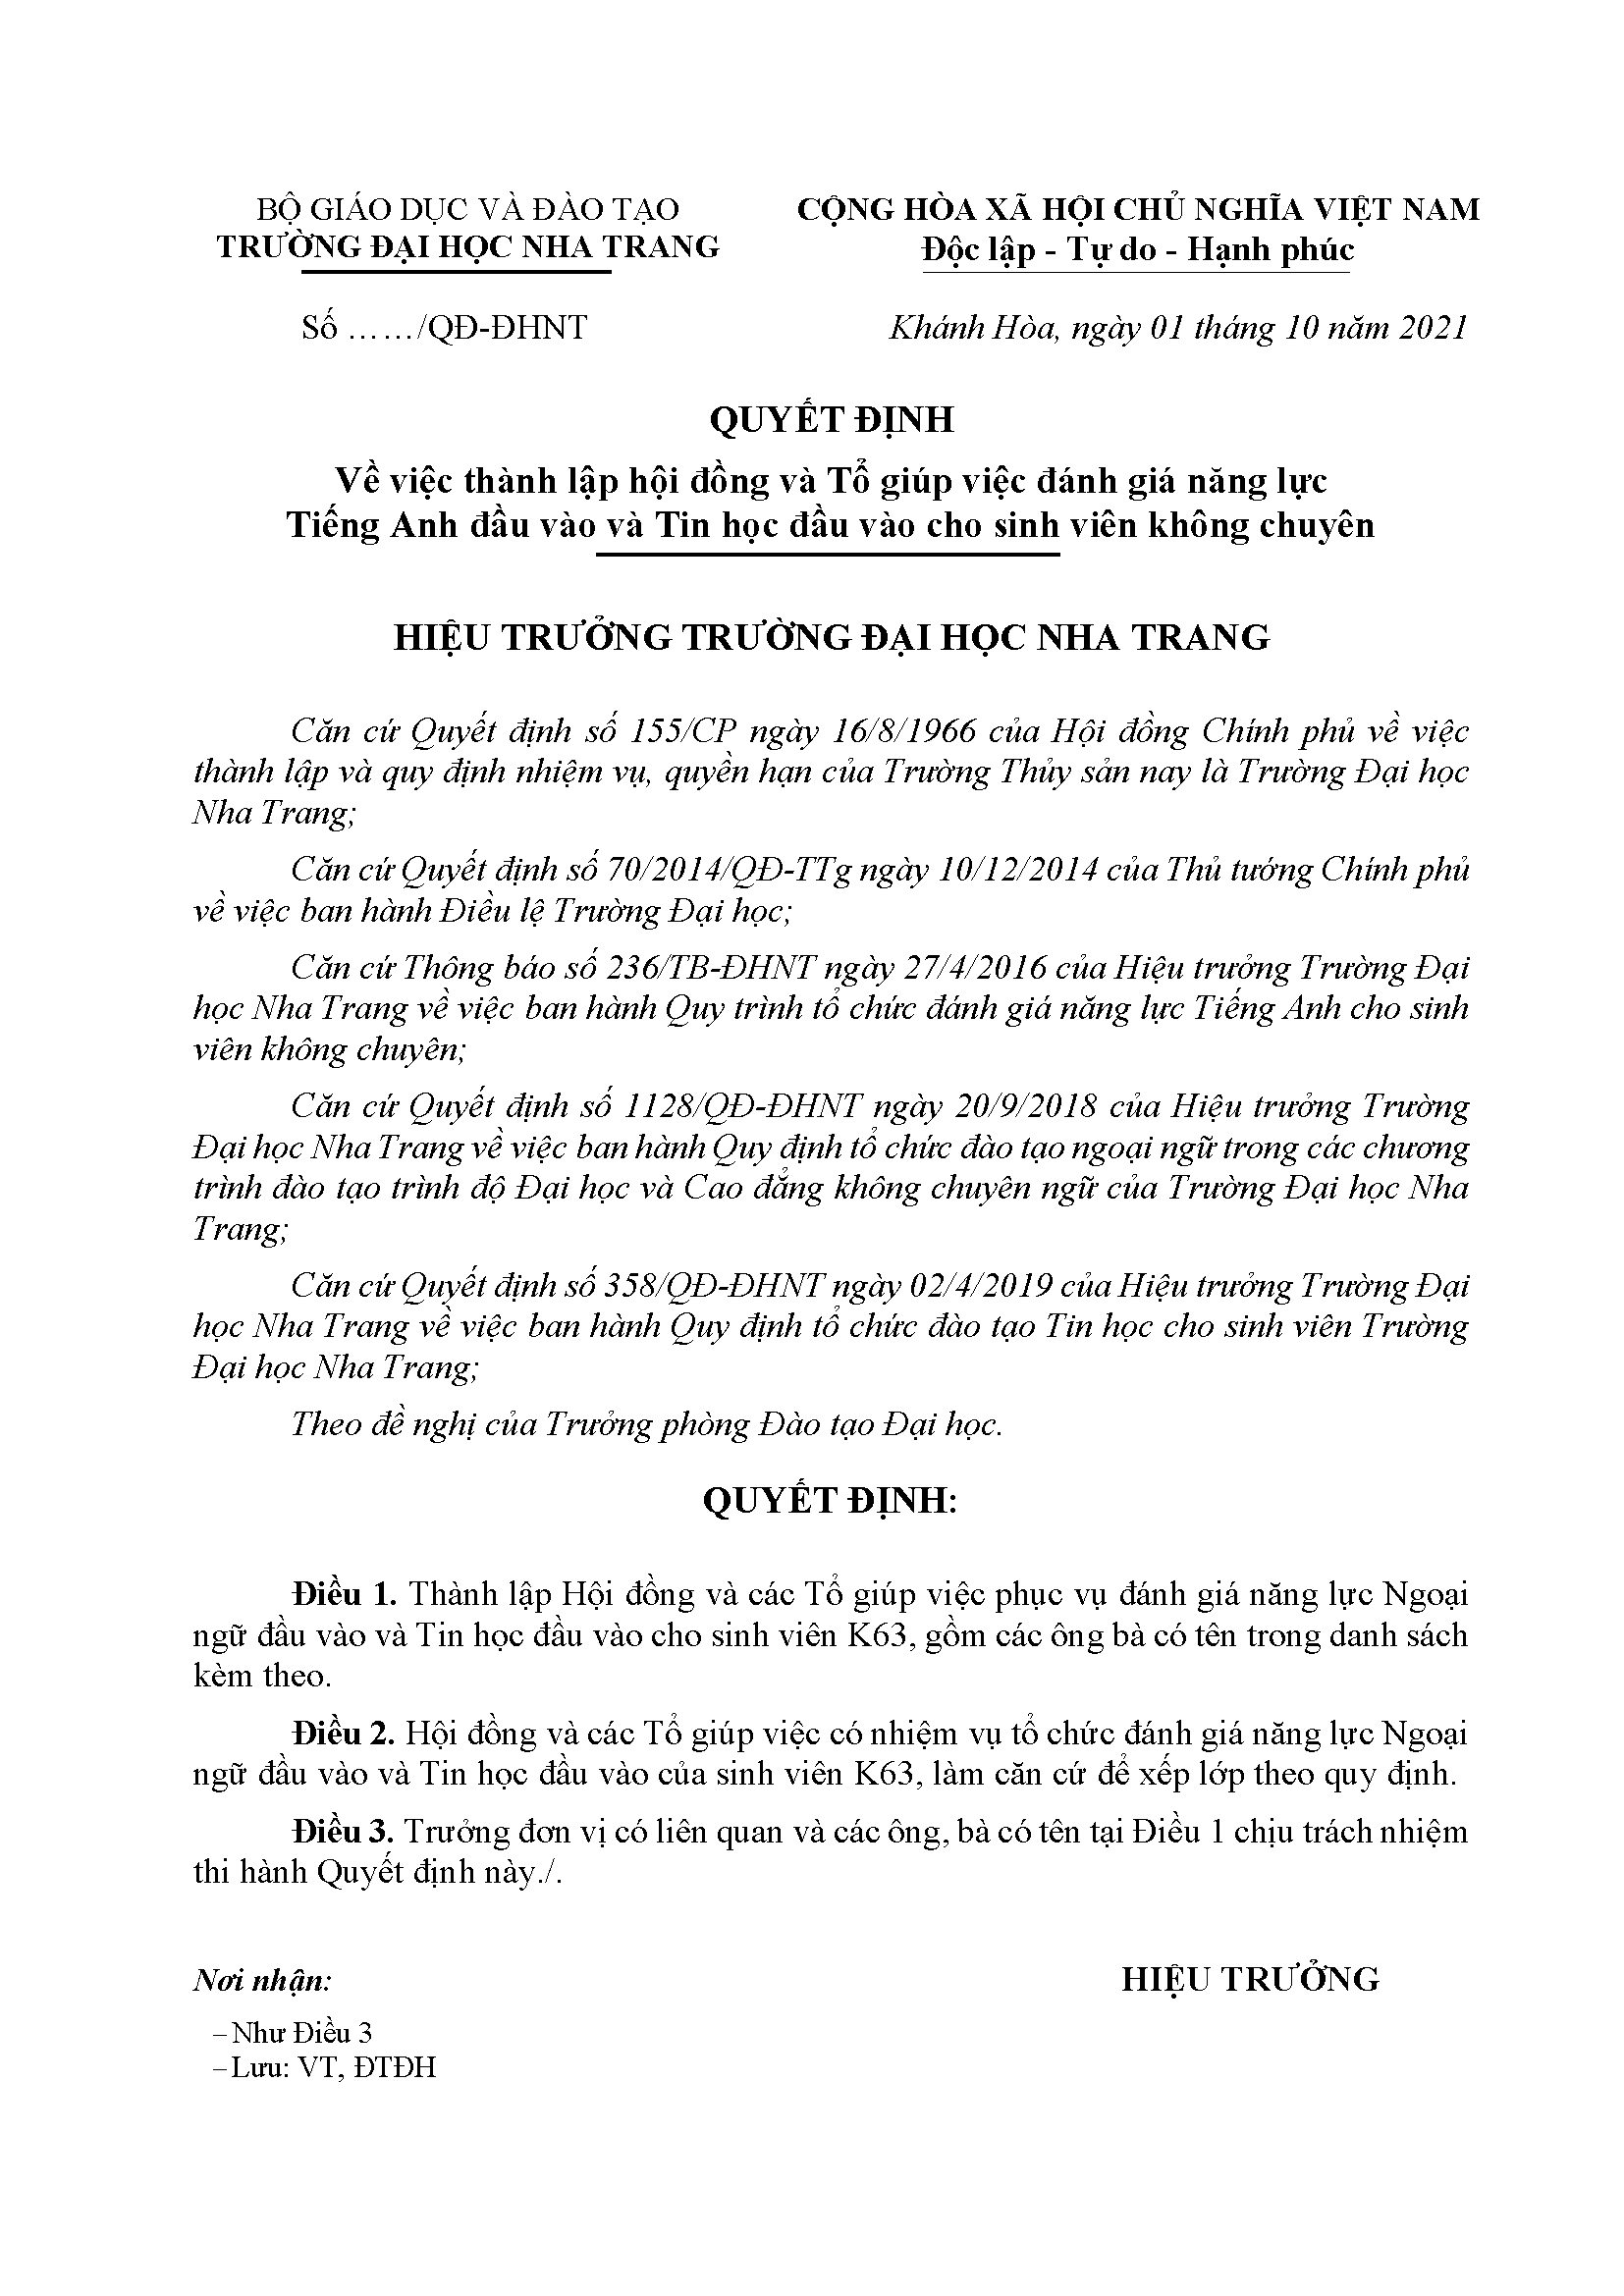 BỘ GIÁO DỤC VÀ ĐÀO TẠO
TRƯỜNG ĐẠI HỌC NHA TRANG
CỘNG HÒA XÃ HỘI CHỦ NGHĨA VIỆT NAM
Độc lập - Tự do - Hạnh phúc
Số ……/QĐ-ĐHNT
Khánh Hòa, ngày 01 tháng 10 năm 2021
QUYẾT ĐỊNH
Về việc thành lập hội đồng và Tổ giúp việc đánh giá năng lực
Tiếng Anh đầu vào và Tin học đầu vào cho sinh viên không chuyên
HIỆU TRƯỞNG TRƯỜNG ĐẠI HỌC NHA TRANG
Căn cứ Quyết định số 155/CP ngày 16/8/1966 của Hội đồng Chính phủ về việc
thành lập và quy định nhiệm vụ, quyền hạn của Trường Thủy sản nay là Trường Đại học
Nha Trang;
Căn cứ Quyết định số 70/2014/QĐ-TTg ngày 10/12/2014 của Thủ tướng Chính phủ
về việc ban hành Điều lệ Trường Đại học;
Căn cứ Thông báo số 236/TB-ĐHNT ngày 27/4/2016 của Hiệu trưởng Trường Đại
học Nha Trang về việc ban hành Quy trình tổ chức đánh giá năng lực Tiếng Anh cho sinh
viên không chuyên;
Căn cứ Quyết định số 1128/QĐ-ĐHNT ngày 20/9/2018 của Hiệu trưởng Trường
Đại học Nha Trang về việc ban hành Quy định tổ chức đào tạo ngoại ngữ trong các chương
trình đào tạo trình độ Đại học và Cao đẳng không chuyên ngữ của Trường Đại học Nha
Trang;
Căn cứ Quyết định số 358/QĐ-ĐHNT ngày 02/4/2019 của Hiệu trưởng Trường Đại
học Nha Trang về việc ban hành Quy định tổ chức đào tạo Tin học cho sinh viên Trường
Đại học Nha Trang;
Theo đề nghị của Trưởng phòng Đào tạo Đại học.
QUYẾT ĐỊNH:
Điều 1. Thành lập Hội đồng và các Tổ giúp việc phục vụ đánh giá năng lực Ngoại
ngữ đầu vào và Tin học đầu vào cho sinh viên K63, gồm các ông bà có tên trong danh sách
kèm theo.
Điều 2. Hội đồng và các Tổ giúp việc có nhiệm vụ tổ chức đánh giá năng lực Ngoại
ngữ đầu vào và Tin học đầu vào của sinh viên K63, làm căn cứ để xếp lớp theo quy định.
Điều 3. Trưởng đơn vị có liên quan và các ông, bà có tên tại Điều 1 chịu trách nhiệm
thi hành Quyết định này./.
Nơi nhận:
HIỆU TRƯỞNG
– Như Điều 3
– Lưu: VT, ĐTĐH